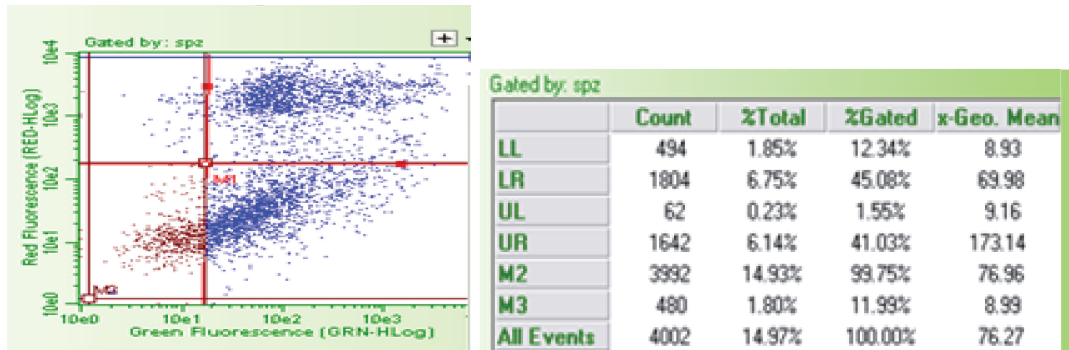 Gated by: spz
+
Red Fluorescence (RED-HLog)
10e4
10e3
10e2
10e1
10e0
M1
10e0 10e1 10e2 10e3
Green Fluorescence (GRN-HLog)
Gated by: spz
Count %Total %Gated x-Geo. Mean
LL 494 1.85% 12.34% 8.93
LR 1804 6.75% 45.08% 69.98
UL 62 0.23% 1.55% 9.16
UR 1642 6.14% 41.03% 173.14
M2 3992 14.93% 99.75% 76.96
M3 480 1.80% 11.99% 8.99
All Events 4002 14.97% 100.00% 76.27